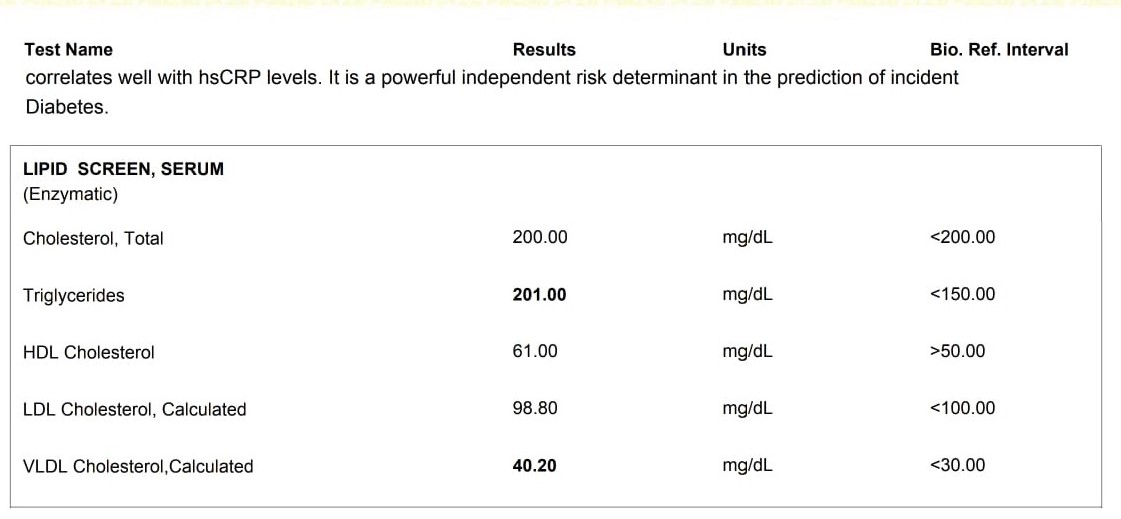 Test Name Results Units Bio. Ref. Interval
correlates well with hsCRP levels. It is a powerful independent risk determinant in the prediction of incident
Diabetes.
LIPID SCREEN, SERUM
(Enzymatic)
Cholesterol, Total 200.00 mg/dL <200.00
Triglycerides 201.00 mg/dL <150.00
HDL Cholesterol 61.00 mg/dL >50.00
LDL Cholesterol, Calculated 98.80 mg/dL <100.00
VLDL Cholesterol,Calculated 40.20 mg/dL <30.00